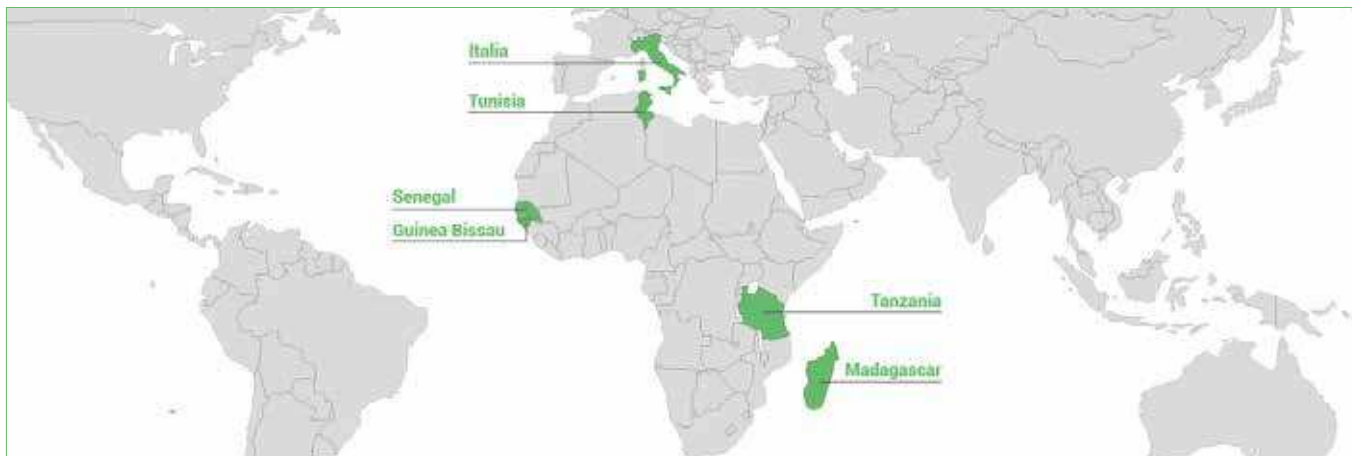 Italia
Tunisia
Senegal
Guinea Bissau
Tanzania
Madagascar